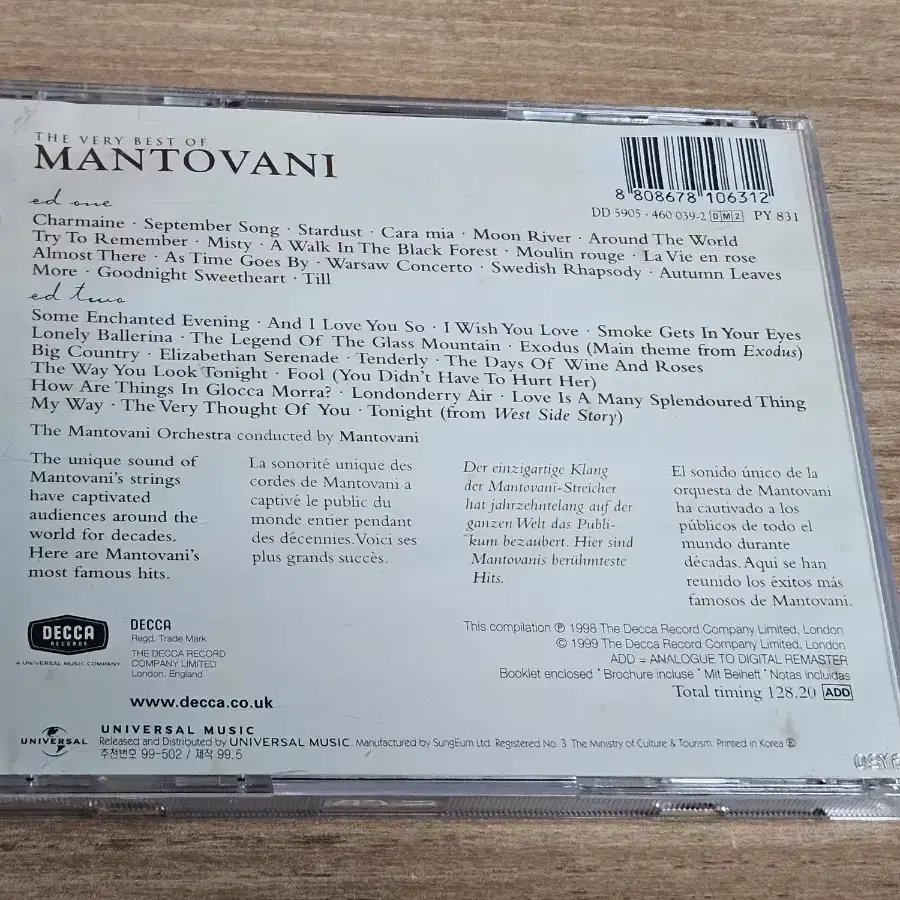 THE VERY BEST OF
MANTOVANI
8 808678 106312
DD 5905 · 460 039-2 DM2 PY 831
cd one
Charmaine · September Song · Stardust · Cara mia · Moon River · Around The World
Try To Remember · Misty · A Walk In The Black Forest · Moulin rouge · La Vie en rose
Almost There · As Time Goes By · Warsaw Concerto · Swedish Rhapsody · Autumn Leaves
More · Goodnight Sweetheart · Till
cd two
Some Enchanted Evening · And I Love You So · I Wish You Love · Smoke Gets In Your Eyes
Lonely Ballerina · The Legend Of The Glass Mountain · Exodus (Main theme from Exodus)
Big Country · Elizabethan Serenade · Tenderly · The Days Of Wine And Roses
The Way You Look Tonight · Fool (You Didn't Have To Hurt Her)
How Are Things In Glocca Morra? · Londonderry Air · Love Is A Many Splendoured Thing
My Way · The Very Thought Of You · Tonight (from West Side Story)
The Mantovani Orchestra conducted by Mantovani
The unique sound of
Mantovani's strings
have captivated
audiences around the
world for decades.
Here are Mantovani's
most famous hits.
La sonorité unique des
cordes de Mantovani a
captivé le public du
monde entier pendant
des décennies. Voici ses
plus grands succès.
Der einzigartige Klang
der Mantovani-Streicher
hat jahrzehntelang auf der
ganzen Welt das Publi-
kum bezaubert. Hier sind
Mantovanis berühmteste
Hits.
El sonido único de la
orquesta de Mantovani
ha cautivado a los
públicos de todo el
mundo durante
décadas. Aquí se han
reunido los éxitos más
famosos de Mantovani.
DECCA
RECORDS
A UNIVERSAL MUSIC COMPANY
DECCA
Regd. Trade Mark
THE DECCA RECORD
COMPANY LIMITED
London, England
This compilation ℗ 1998 The Decca Record Company Limited, London
© 1999 The Decca Record Company Limited, London
ADD = ANALOGUE TO DIGITAL REMASTER
Booklet enclosed · Brochure incluse · Mit Beiheft · Notas incluidas
Total timing 128.20 ADD
www.decca.co.uk
UNIVERSAL
UNIVERSAL MUSIC
Released and Distributed by UNIVERSAL MUSIC. Manufactured by SungEum Ltd. Registered No. 3. The Ministry of Culture & Tourism. Printed in Korea Ⓔ
추천번호 99-502 / 제작 99.5